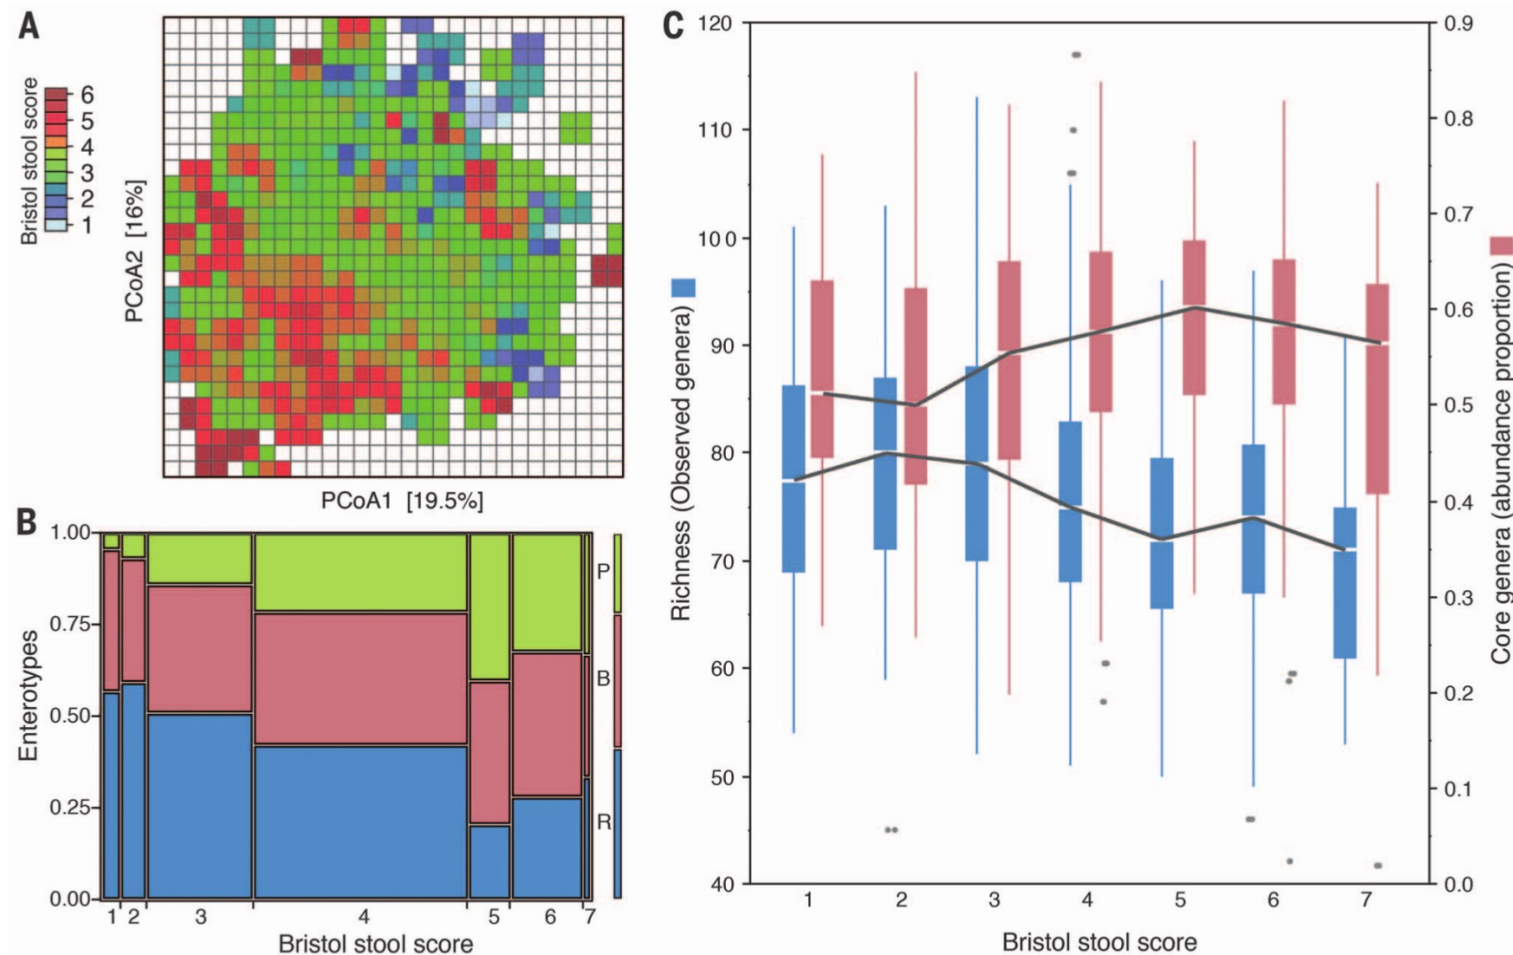 A
Bristol stool score
6
5
4
3
2
1
PCoA2 [16%]
PCoA1 [19.5%]
B
Enterotypes
1.00
0.75
0.50
0.25
0.00
P
B
R
1 2 3 4 5 6 7
Bristol stool score
C
Richness (Observed genera)
120
110
100
90
80
70
60
50
40
0.9
0.8
0.7
0.6
0.5
0.4
0.3
0.2
0.1
0.0
Core genera (abundance proportion)
1 2 3 4 5 6 7
Bristol stool score